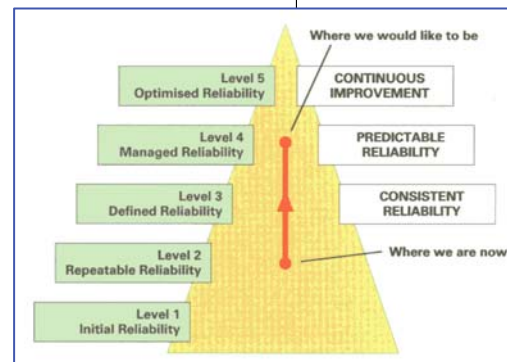 Where we would like to be
Level 5
Optimised Reliability
CONTINUOUS
IMPROVEMENT
Level 4
Managed Reliability
PREDICTABLE
RELIABILITY
Level 3
Defined Reliability
CONSISTENT
RELIABILITY
Level 2
Repeatable Reliability
Where we are now
Level 1
Initial Reliability